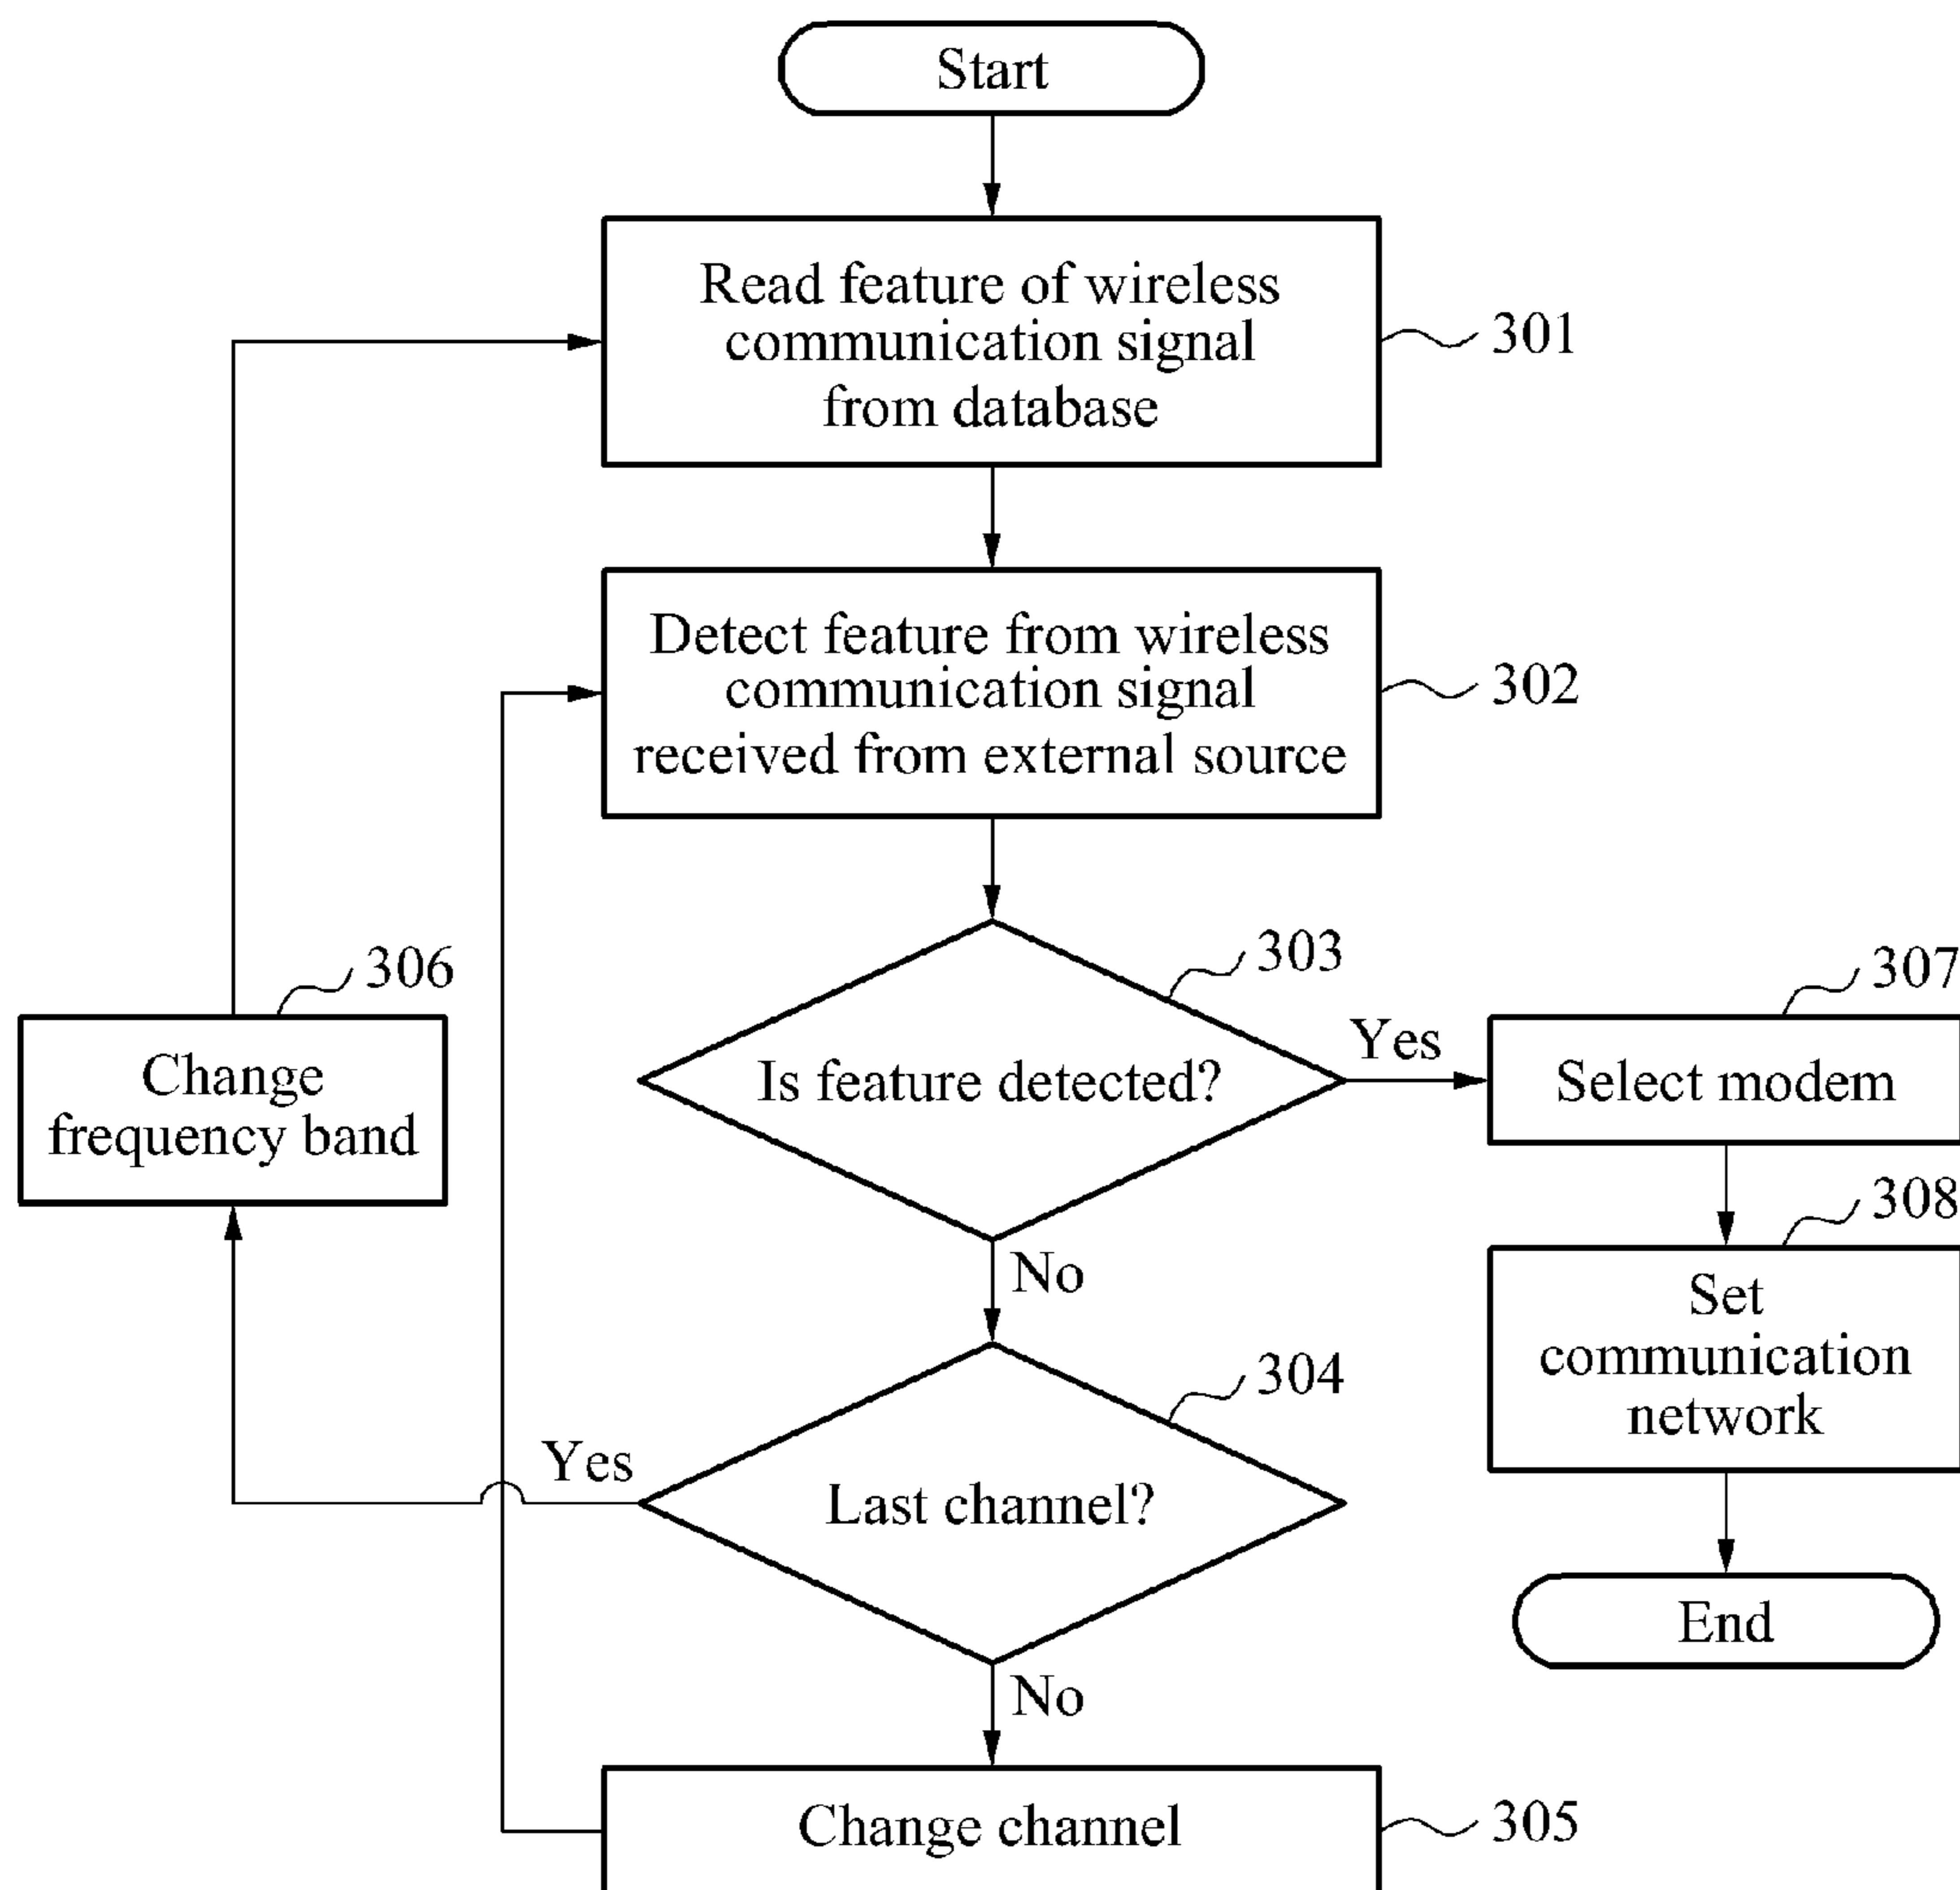 Start
Read feature of wireless
communication signal
from database
301
Detect feature from wireless
communication signal
received from external source
302
306
Change
frequency band
303
Is feature detected?
Yes
307
Select modem
No
308
Set
communication
network
304
Yes
Last channel?
End
No
Change channel
305